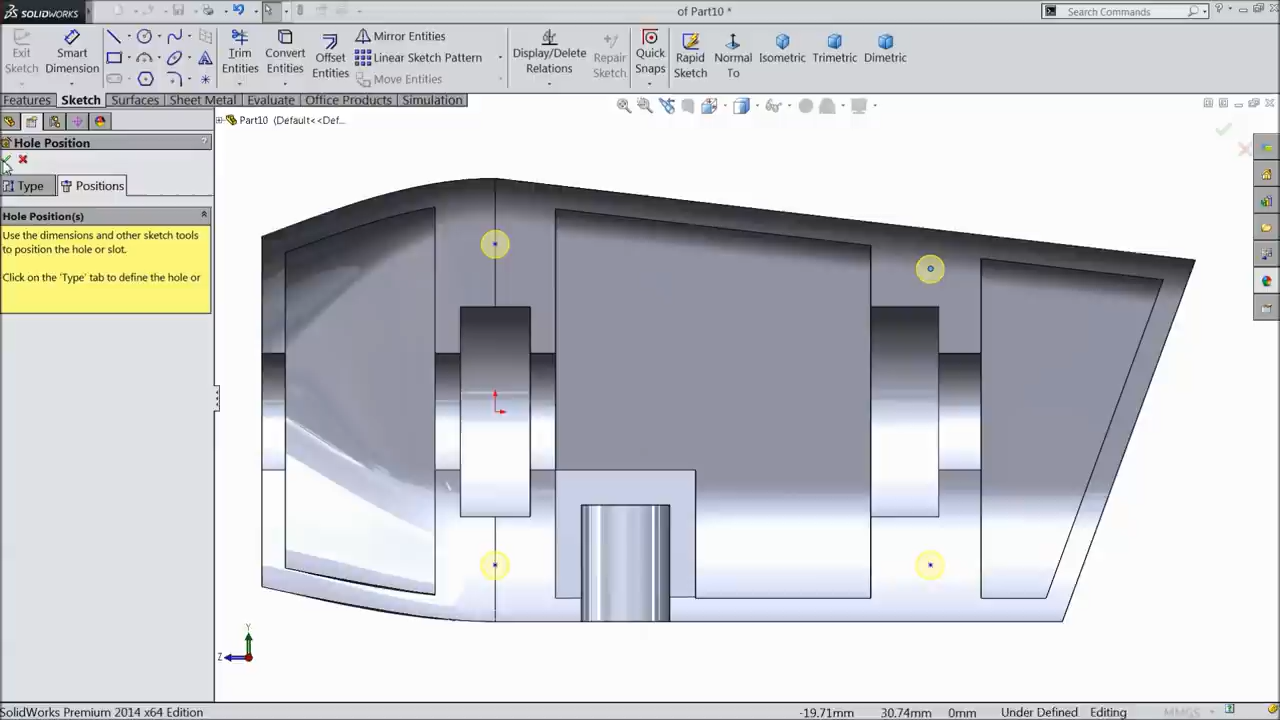 SOLIDWORKS
of Part10 *
Search Commands
Exit Sketch
Smart Dimension
Trim Entities
Convert Entities
Offset Entities
Mirror Entities
Linear Sketch Pattern
Move Entities
Display/Delete Relations
Repair Sketch
Quick Snaps
Rapid Sketch
Normal To
Isometric
Trimetric
Dimetric
Features
Sketch
Surfaces
Sheet Metal
Evaluate
Office Products
Simulation
Part10 (Default<<Def...
Hole Position
Type
Positions
Hole Position(s)
Use the dimensions and other sketch tools
to position the hole or slot.
Click on the 'Type' tab to define the hole or
Y
Z
SolidWorks Premium 2014 x64 Edition
-19.71mm
30.74mm
0mm
Under Defined
Editing
MMGS